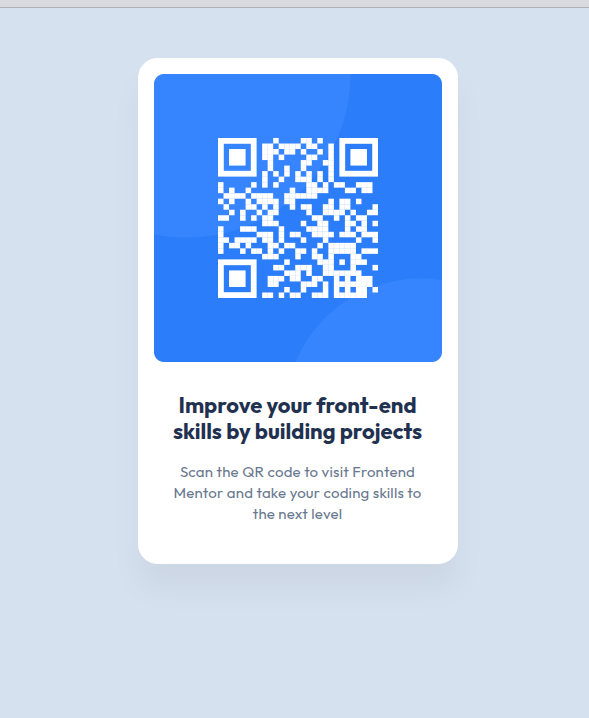 Improve your front-end
skills by building projects
Scan the QR code to visit Frontend
Mentor and take your coding skills to
the next level